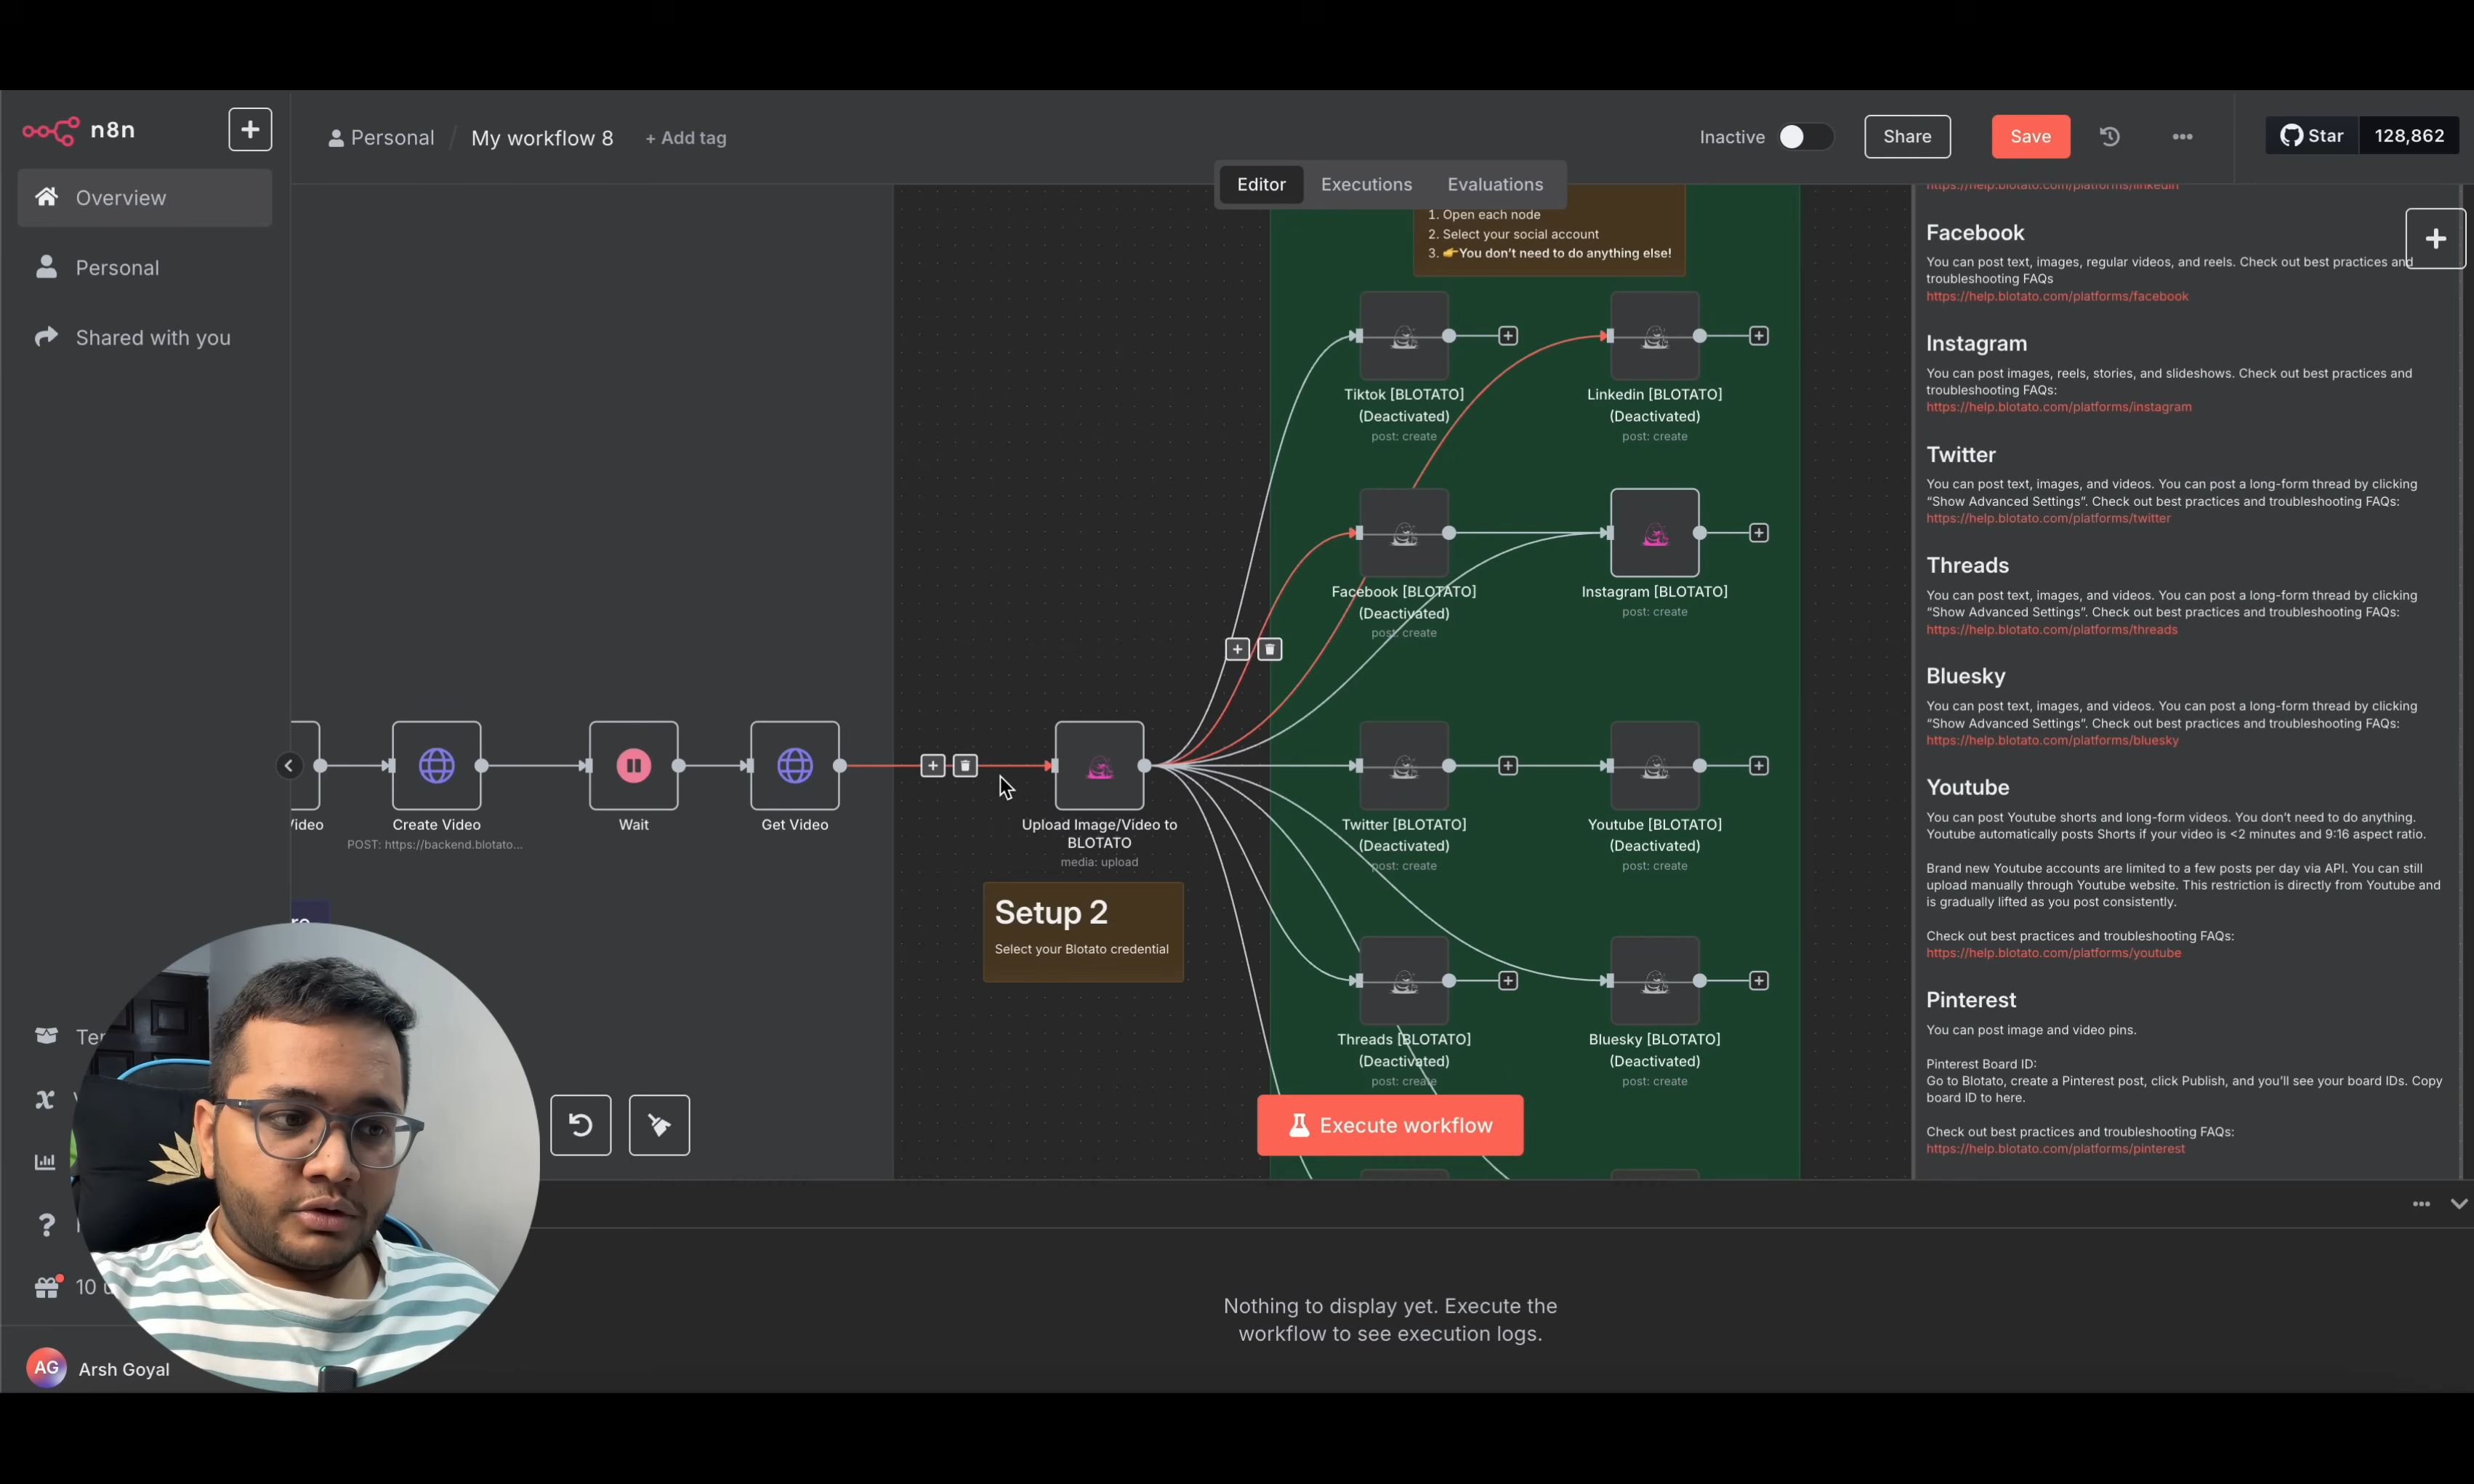 n8n
Personal / My workflow 8 + Add tag
Inactive
Share
Save
Star 128,862
Editor Executions Evaluations
Overview
Personal
Shared with you
1. Open each node
2. Select your social account
3. 👉You don't need to do anything else!
Tiktok [BLOTATO]
(Deactivated)
post: create
Linkedin [BLOTATO]
(Deactivated)
post: create
Facebook [BLOTATO]
(Deactivated)
post: create
Instagram [BLOTATO]
post: create
Create Video
POST: https://backend.blotato...
Wait
Get Video
Upload Image/Video to
BLOTATO
media: upload
Setup 2
Select your Blotato credential
Twitter [BLOTATO]
(Deactivated)
post: create
Youtube [BLOTATO]
(Deactivated)
post: create
Threads [BLOTATO]
(Deactivated)
post: create
Bluesky [BLOTATO]
(Deactivated)
post: create
Execute workflow
https://help.blotato.com/platforms/linkedin
Facebook
You can post text, images, regular videos, and reels. Check out best practices and
troubleshooting FAQs
https://help.blotato.com/platforms/facebook
Instagram
You can post images, reels, stories, and slideshows. Check out best practices and
troubleshooting FAQs:
https://help.blotato.com/platforms/instagram
Twitter
You can post text, images, and videos. You can post a long-form thread by clicking
“Show Advanced Settings”. Check out best practices and troubleshooting FAQs:
https://help.blotato.com/platforms/twitter
Threads
You can post text, images, and videos. You can post a long-form thread by clicking
“Show Advanced Settings”. Check out best practices and troubleshooting FAQs:
https://help.blotato.com/platforms/threads
Bluesky
You can post text, images, and videos. You can post a long-form thread by clicking
“Show Advanced Settings”. Check out best practices and troubleshooting FAQs:
https://help.blotato.com/platforms/bluesky
Youtube
You can post Youtube shorts and long-form videos. You don't need to do anything.
Youtube automatically posts Shorts if your video is <2 minutes and 9:16 aspect ratio.
Brand new Youtube accounts are limited to a few posts per day via API. You can still
upload manually through Youtube website. This restriction is directly from Youtube and
is gradually lifted as you post consistently.
Check out best practices and troubleshooting FAQs:
https://help.blotato.com/platforms/youtube
Pinterest
You can post image and video pins.
Pinterest Board ID:
Go to Blotato, create a Pinterest post, click Publish, and you'll see your board IDs. Copy
board ID to here.
Check out best practices and troubleshooting FAQs:
https://help.blotato.com/platforms/pinterest
10
Nothing to display yet. Execute the
workflow to see execution logs.
AG Arsh Goyal